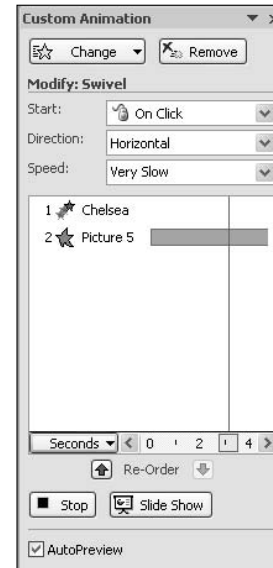 Custom Animation
Change Remove
Modify: Swivel
Start: On Click
Direction: Horizontal
Speed: Very Slow
1 Chelsea
2 Picture 5
Seconds 0 2 4
Re-Order
Stop Slide Show
AutoPreview